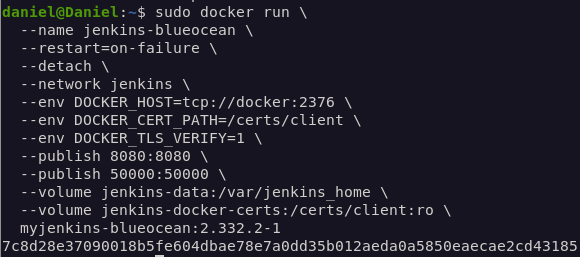 daniel@Daniel:~$ sudo docker run \
--name jenkins-blueocean \
--restart=on-failure \
--detach \
--network jenkins \
--env DOCKER_HOST=tcp://docker:2376 \
--env DOCKER_CERT_PATH=/certs/client \
--env DOCKER_TLS_VERIFY=1 \
--publish 8080:8080 \
--publish 50000:50000 \
--volume jenkins-data:/var/jenkins_home \
--volume jenkins-docker-certs:/certs/client:ro \
myjenkins-blueocean:2.332.2-1
7c8d28e37090018b5fe604dbae78e7a0dd35b012aeda0a5850eaecae2cd43185